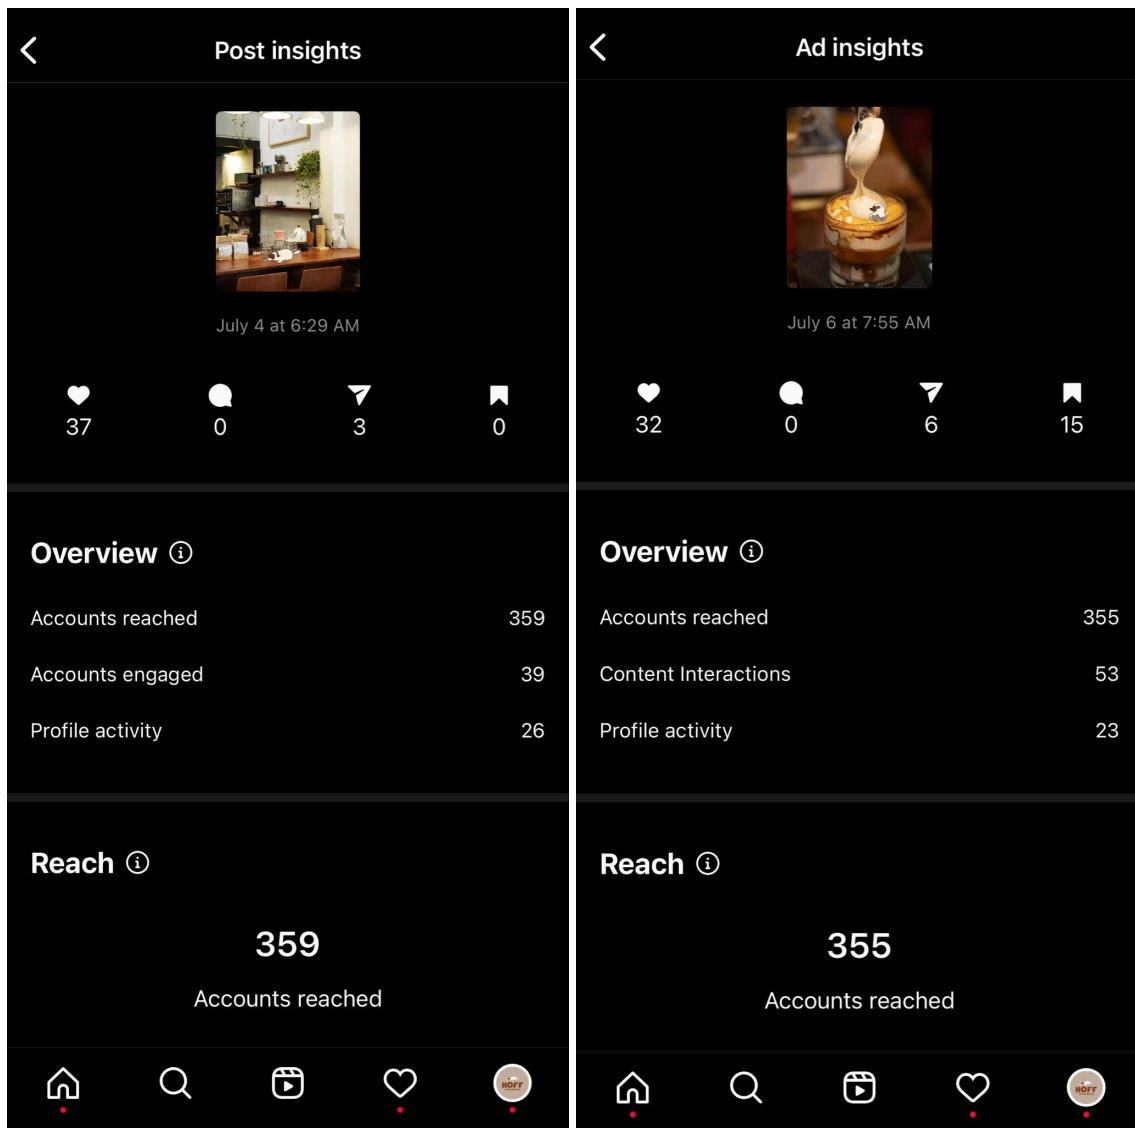 Post insights
July 4 at 6:29 AM
37
0
3
0
Overview
Accounts reached 359
Accounts engaged 39
Profile activity 26
Reach
359
Accounts reached
HOFF
Ad insights
July 6 at 7:55 AM
32
0
6
15
Overview
Accounts reached 355
Content Interactions 53
Profile activity 23
Reach
355
Accounts reached
HOFF